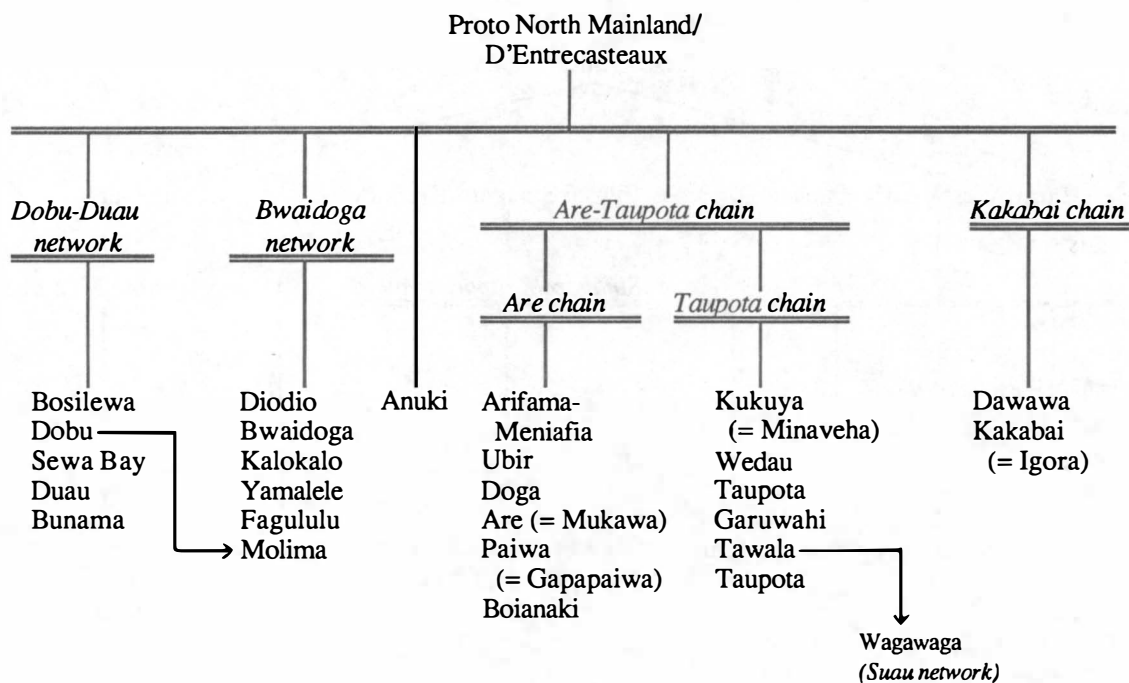 Proto North Mainland/
D'Entrecasteaux
Dobu-Duau
network
Bwaidoga
network
Are-Taupota chain
Kakabai chain
Are chain
Taupota chain
Bosilewa
Dobu
Sewa Bay
Duau
Bunama
Diodio
Bwaidoga
Kalokalo
Yamalele
Fagululu
Molima
Anuki
Arifama-
Meniafia
Ubir
Doga
Are (= Mukawa)
Paiwa
(= Gapapaiwa)
Boianaki
Kukuya
(= Minaveha)
Wedau
Taupota
Garuwahi
Tawala
Taupota
Dawawa
Kakabai
(= Igora)
Wagawaga
(Suau network)